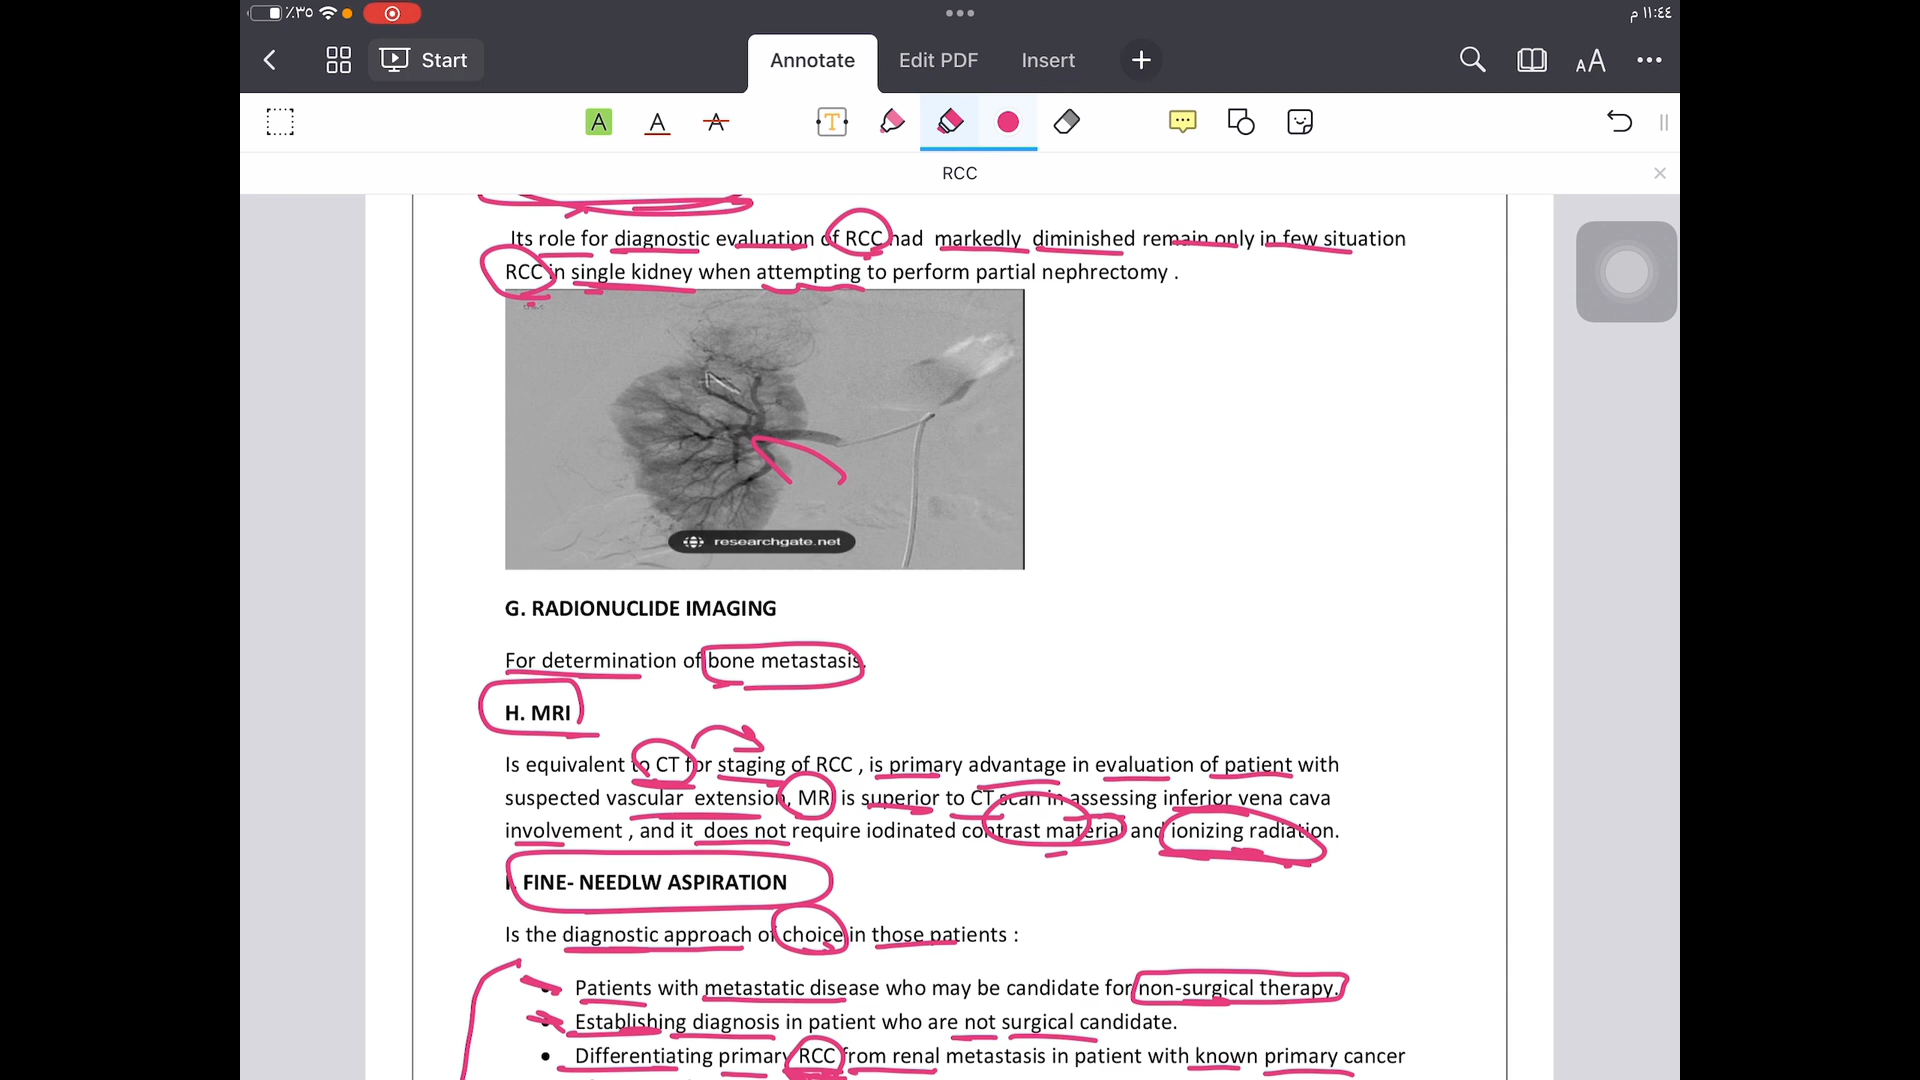 ٪٣٥
١١:٤٤ م
Start
Annotate
Edit PDF
Insert
AA
A
A
A
T
RCC
Its role for diagnostic evaluation of RCC had markedly diminished remain only in few situation
RCC in single kidney when attempting to perform partial nephrectomy .
researchgate.net
G. RADIONUCLIDE IMAGING
For determination of bone metastasis.
H. MRI
Is equivalent to CT for staging of RCC , is primary advantage in evaluation of patient with
suspected vascular extension, MRI is superior to CT scan in assessing inferior vena cava
involvement , and it does not require iodinated contrast material and ionizing radiation.
FINE- NEEDLW ASPIRATION
Is the diagnostic approach of choice in those patients :
• Patients with metastatic disease who may be candidate for non-surgical therapy.
• Establishing diagnosis in patient who are not surgical candidate.
• Differentiating primary RCC from renal metastasis in patient with known primary cancer